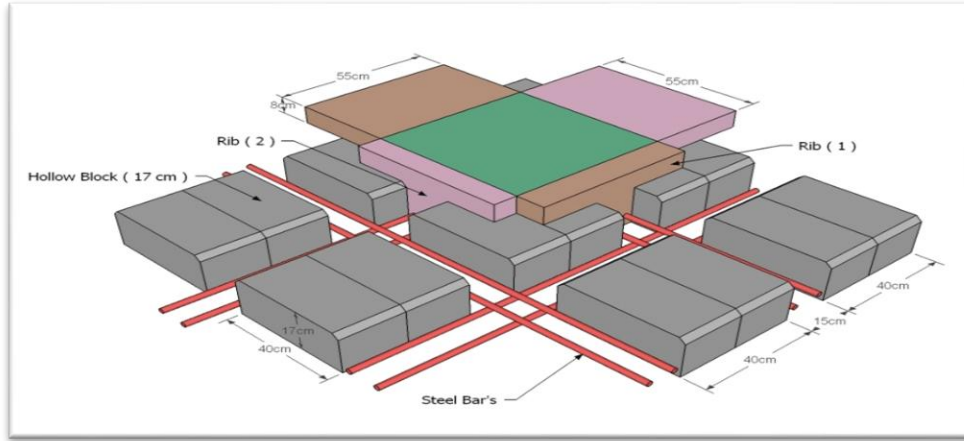 55cm
55cm
8cm
Rib ( 2 )
Rib ( 1 )
Hollow Block ( 17 cm )
17cm
40cm
40cm
15cm
40cm
Steel Bar's